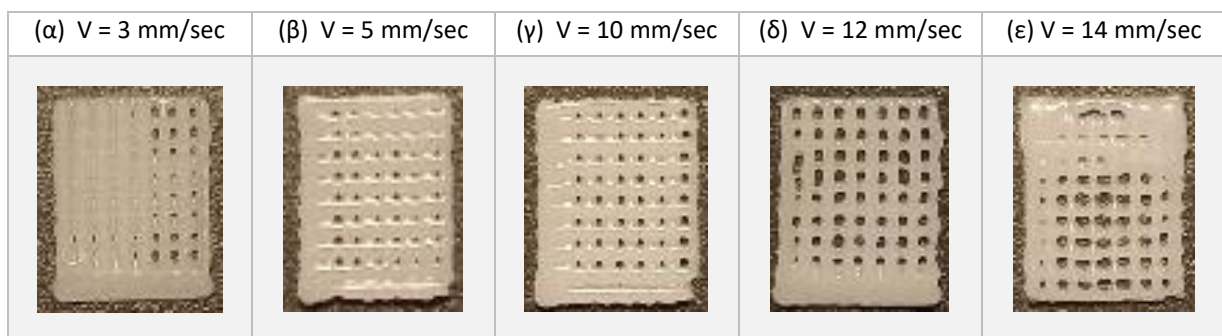 (α)  V = 3 mm/sec
(β)  V = 5 mm/sec
(γ)  V = 10 mm/sec
(δ)  V = 12 mm/sec
(ε) V = 14 mm/sec